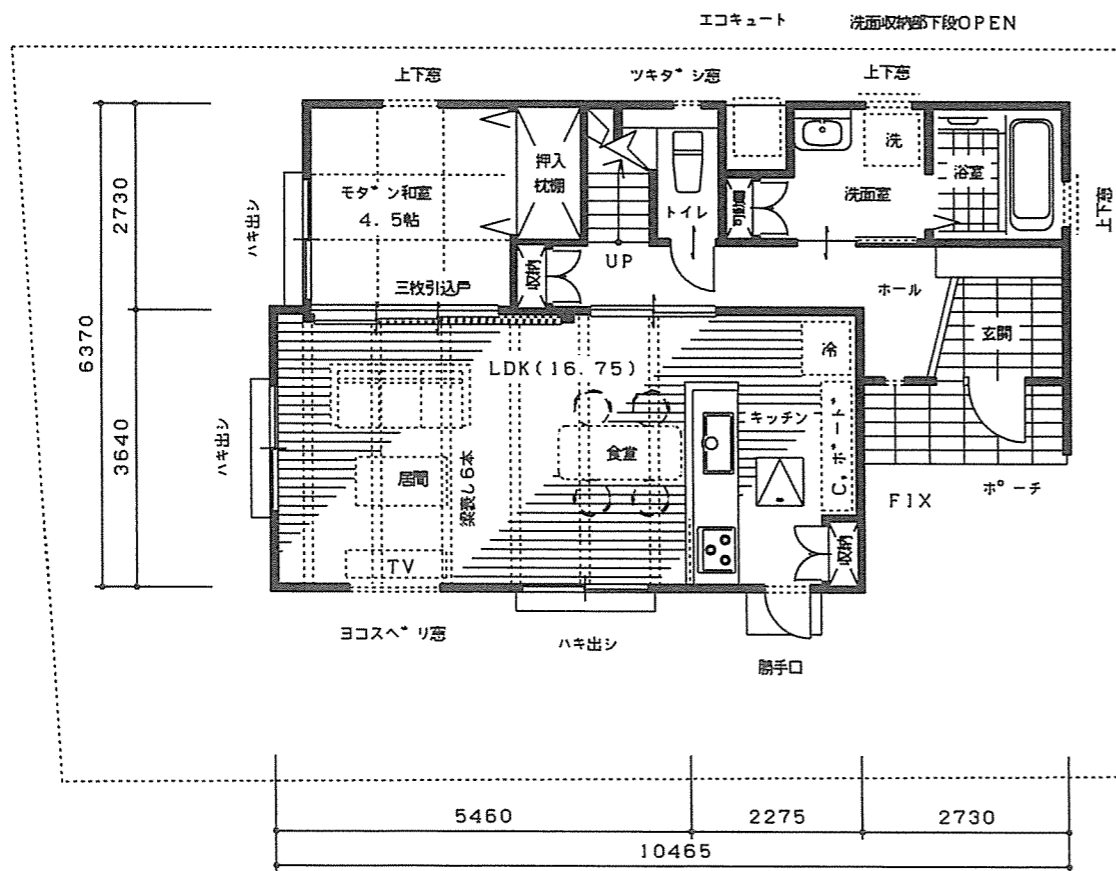 エコキュート
洗面収納部下段OPEN
上下窓
ツキダシ窓
上下窓
押入
枕棚
モダン和室
4.5帖
トイレ
可動棚
洗面室
洗
浴室
上下窓
2730
ハキ出シ
収納
UP
ホール
三枚引込戸
玄関
6370
LDK(16.75)
冷
キッチン
C.ボード
3640
ハキ出シ
居間
梁表し6本
食堂
FIX
ポーチ
TV
収納
ヨコスベリ窓
ハキ出シ
勝手口
5460
2275
2730
10465